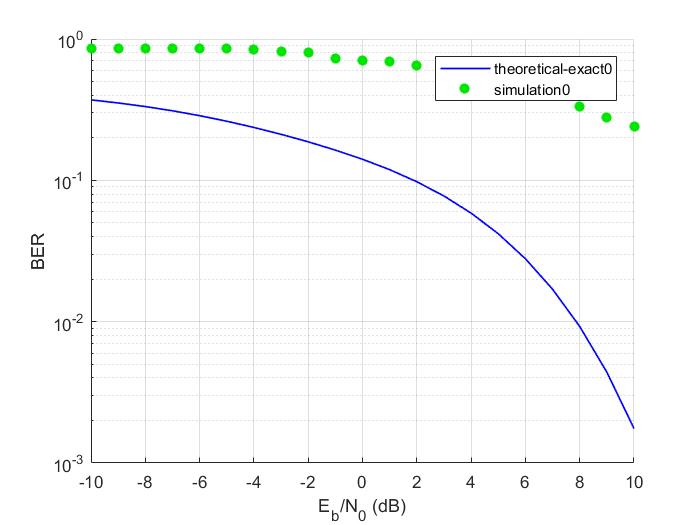 10^0
theoretical-exact0
simulation0
10^-1
BER
10^-2
10^-3
-10 -8 -6 -4 -2 0 2 4 6 8 10
E_b/N_0 (dB)